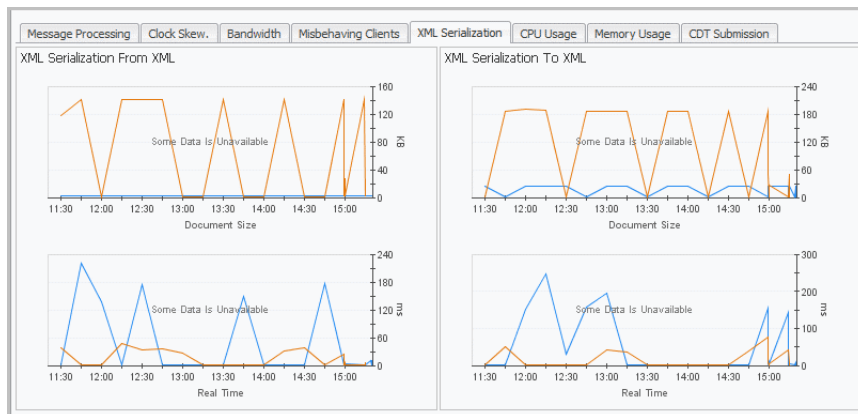 Message Processing Clock Skew. Bandwidth Misbehaving Clients XML Serialization CPU Usage Memory Usage CDT Submission
XML Serialization From XML
160
120
80
40
0
KB
Some Data Is Unavailable
11:30 12:00 12:30 13:00 13:30 14:00 14:30 15:00
Document Size
240
180
120
60
0
ms
Some Data Is Unavailable
11:30 12:00 12:30 13:00 13:30 14:00 14:30 15:00
Real Time
XML Serialization To XML
240
180
120
60
0
KB
Some Data Is Unavailable
11:30 12:00 12:30 13:00 13:30 14:00 14:30 15:00
Document Size
300
200
100
0
ms
Some Data Is Unavailable
11:30 12:00 12:30 13:00 13:30 14:00 14:30 15:00
Real Time